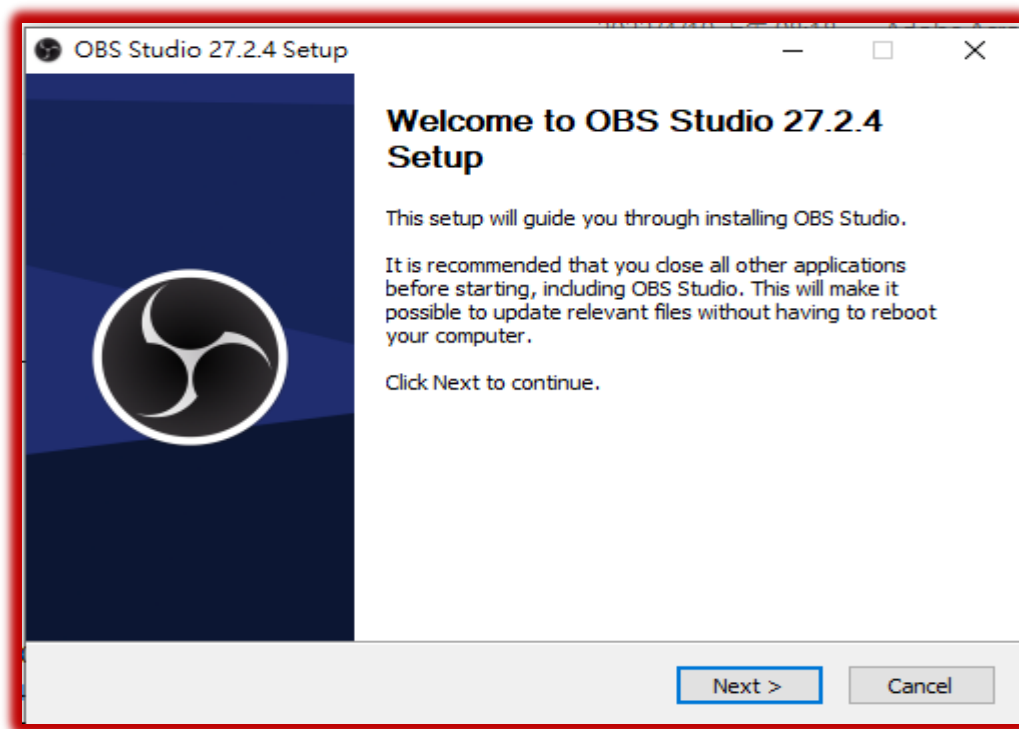 OBS Studio 27.2.4 Setup
Welcome to OBS Studio 27.2.4
Setup
This setup will guide you through installing OBS Studio.
It is recommended that you close all other applications
before starting, including OBS Studio. This will make it
possible to update relevant files without having to reboot
your computer.
Click Next to continue.
Next >
Cancel